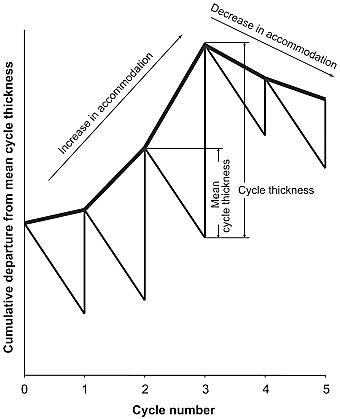 Decrease in accommodation
Increase in accommodation
Cumulative departure from mean cycle thickness
Mean
cycle thickness
Cycle thickness
0 1 2 3 4 5
Cycle number